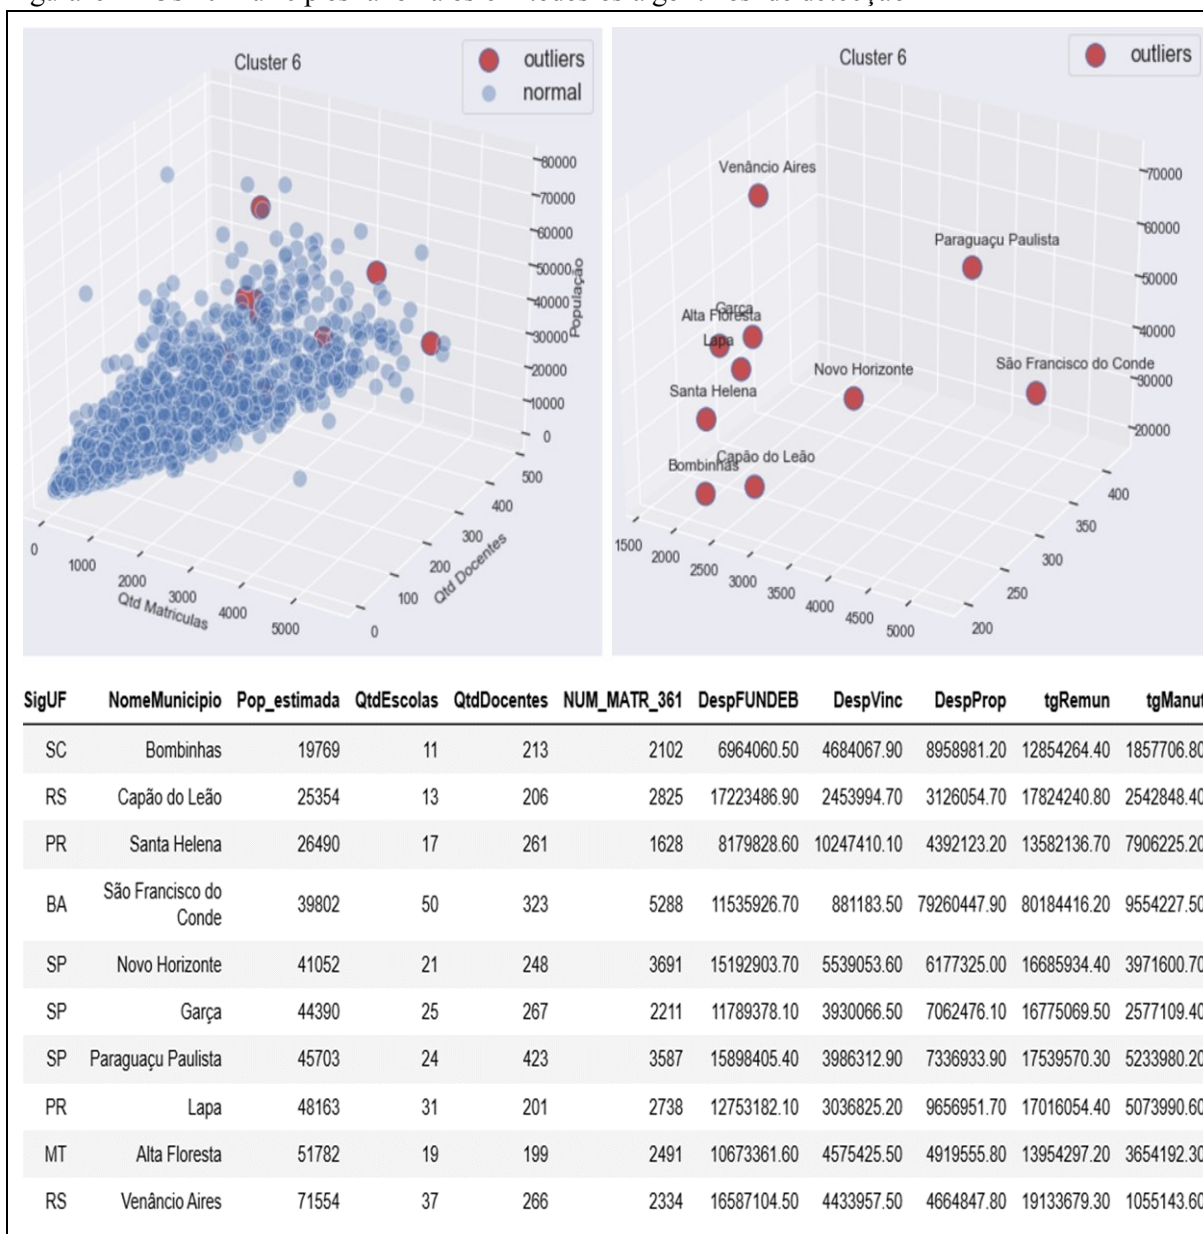 Cluster 6
outliers
normal
80000
70000
60000
50000
40000
30000
20000
10000
0
População
500
400
300
200
100
0
Qtd Docentes
0
1000
2000
3000
4000
5000
Qtd Matriculas
Cluster 6
outliers
Venâncio Aires
Paraguaçu Paulista
Garça
Alta Floresta
Lapa
Novo Horizonte
São Francisco do Conde
Santa Helena
Bombinhas
Capão do Leão
70000
60000
50000
40000
30000
20000
400
350
300
250
200
1500
2000
2500
3000
3500
4000
4500
5000
SigUF NomeMunicipio Pop_estimada QtdEscolas QtdDocentes NUM_MATR_361 DespFUNDEB DespVinc DespProp tgRemun tgManut
SC Bombinhas 19769 11 213 2102 6964060.50 4684067.90 8958981.20 12854264.40 1857706.80
RS Capão do Leão 25354 13 206 2825 17223486.90 2453994.70 3126054.70 17824240.80 2542848.40
PR Santa Helena 26490 17 261 1628 8179828.60 10247410.10 4392123.20 13582136.70 7906225.20
BA São Francisco do Conde 39802 50 323 5288 11535926.70 881183.50 79260447.90 80184416.20 9554227.50
SP Novo Horizonte 41052 21 248 3691 15192903.70 5539053.60 6177325.00 16685934.40 3971600.70
SP Garça 44390 25 267 2211 11789378.10 3930066.50 7062476.10 16775069.50 2577109.40
SP Paraguaçu Paulista 45703 24 423 3587 15898405.40 3986312.90 7336933.90 17539570.30 5233980.20
PR Lapa 48163 31 201 2738 12753182.10 3036825.20 9656951.70 17016054.40 5073990.60
MT Alta Floresta 51782 19 199 2491 10673361.60 4575425.50 4919555.80 13954297.20 3654192.30
RS Venâncio Aires 71554 37 266 2334 16587104.50 4433957.50 4664847.80 19133679.30 1055143.60